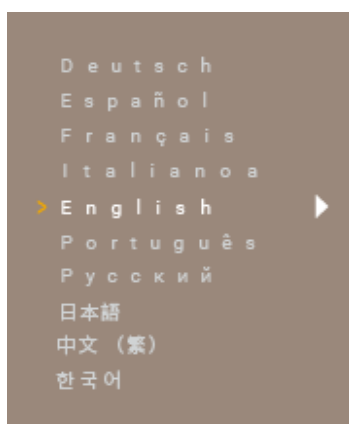 Deutsch
Español
Français
Italianoa
> English
Português
Русский
日本語
中文 (繁)
한국어